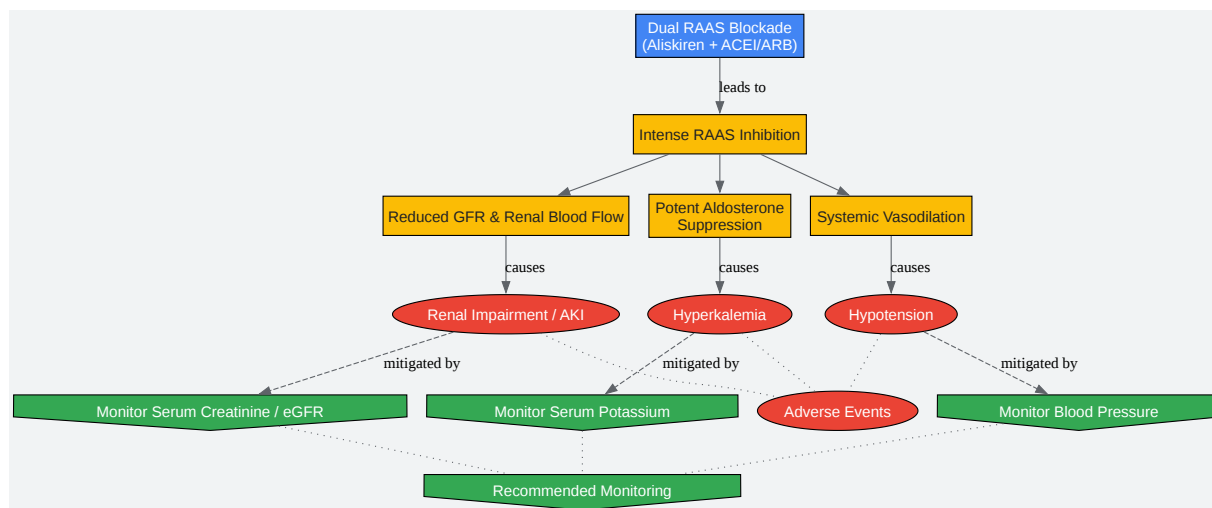 Dual RAAS Blockade
(Aliskiren + ACEI/ARB)
leads to
Intense RAAS Inhibition
Reduced GFR & Renal Blood Flow
Potent Aldosterone
Suppression
Systemic Vasodilation
causes
causes
causes
Renal Impairment / AKI
Hyperkalemia
Hypotension
mitigated by
mitigated by
mitigated by
Monitor Serum Creatinine / eGFR
Monitor Serum Potassium
Adverse Events
Monitor Blood Pressure
Recommended Monitoring